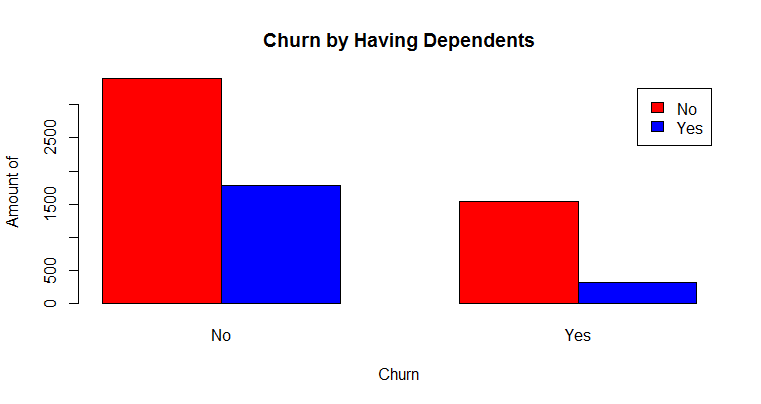 Churn by Having Dependents
No
Yes
Amount of
2500
1500
500
0
No Yes
Churn